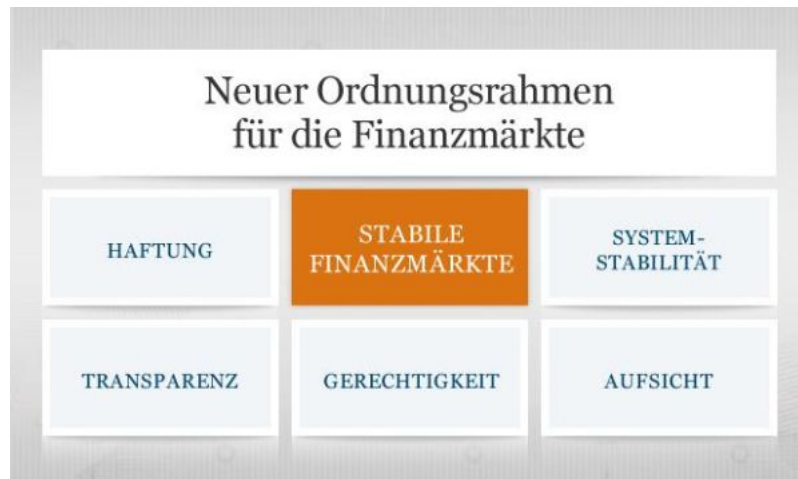 Neuer Ordnungsrahmen
für die Finanzmärkte
HAFTUNG
STABILE
FINANZMÄRKTE
SYSTEM-
STABILITÄT
TRANSPARENZ
GERECHTIGKEIT
AUFSICHT